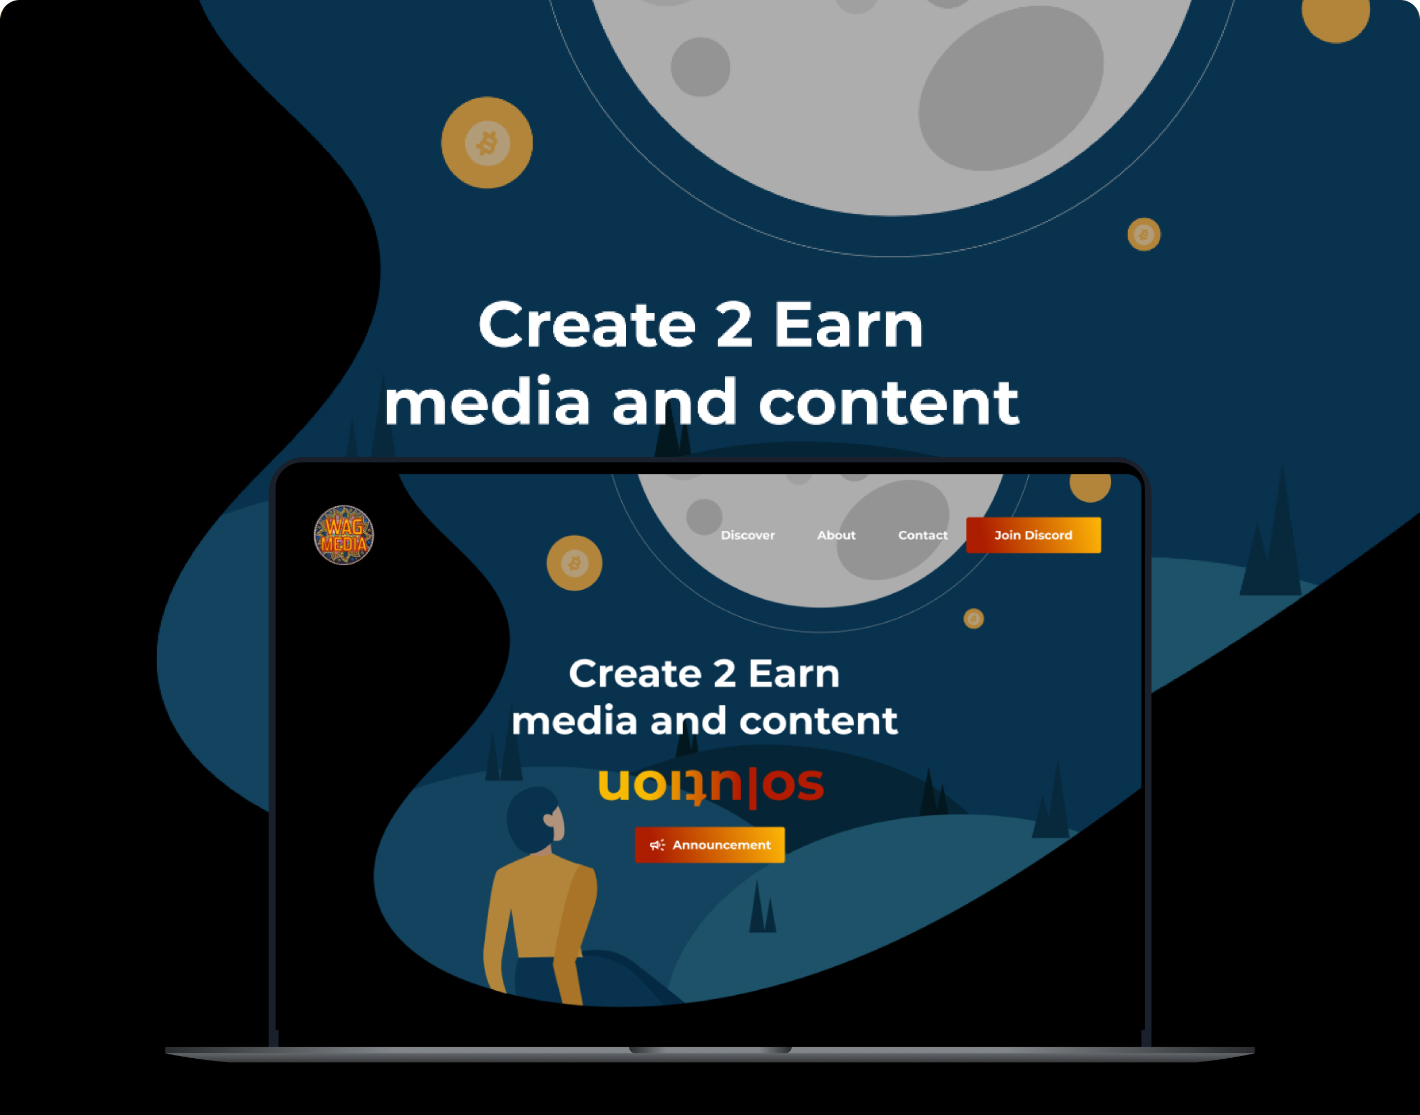 Create 2 Earn
media and content
WAG
MEDIA
Discover
About
Contact
Join Discord
Create 2 Earn
media and content
solution
Announcement